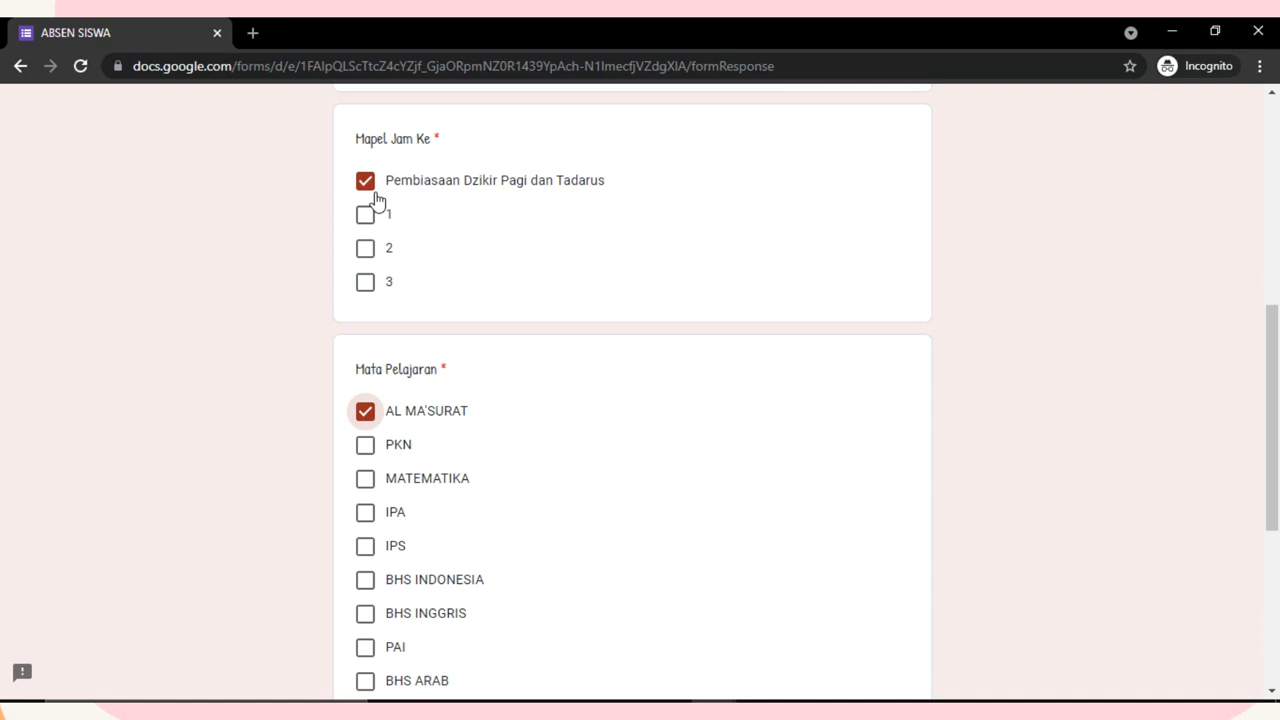 ABSEN SISWA
docs.google.com/forms/d/e/1FAIpQLScTtcZ4cYZjf_GjaORpmNZ0R1439YpAch-N1ImecfjVZdgXIA/formResponse
Incognito
Mapel Jam Ke *
Pembiasaan Dzikir Pagi dan Tadarus
1
2
3
Mata Pelajaran *
AL MA'SURAT
PKN
MATEMATIKA
IPA
IPS
BHS INDONESIA
BHS INGGRIS
PAI
BHS ARAB